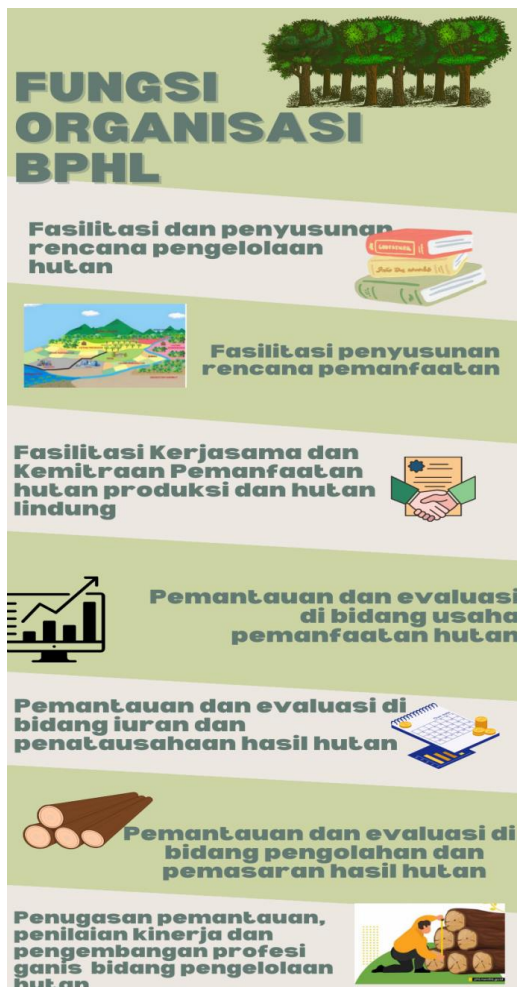 FUNGSI
ORGANISASI
BPHL
Fasilitasi dan penyusunan
rencana pengelolaan
hutan
Fasilitasi penyusunan
rencana pemanfaatan
Fasilitasi Kerjasama dan
Kemitraan Pemanfaatan
hutan produksi dan hutan
lindung
Pemantauan dan evaluasi
di bidang usaha
pemanfaatan hutan
Pemantauan dan evaluasi di
bidang iuran dan
penatausahaan hasil hutan
Pemantauan dan evaluasi di
bidang pengolahan dan
pemasaran hasil hutan
Penugasan pemantauan,
penilaian kinerja dan
pengembangan profesi
ganis bidang pengelolaan
hutan